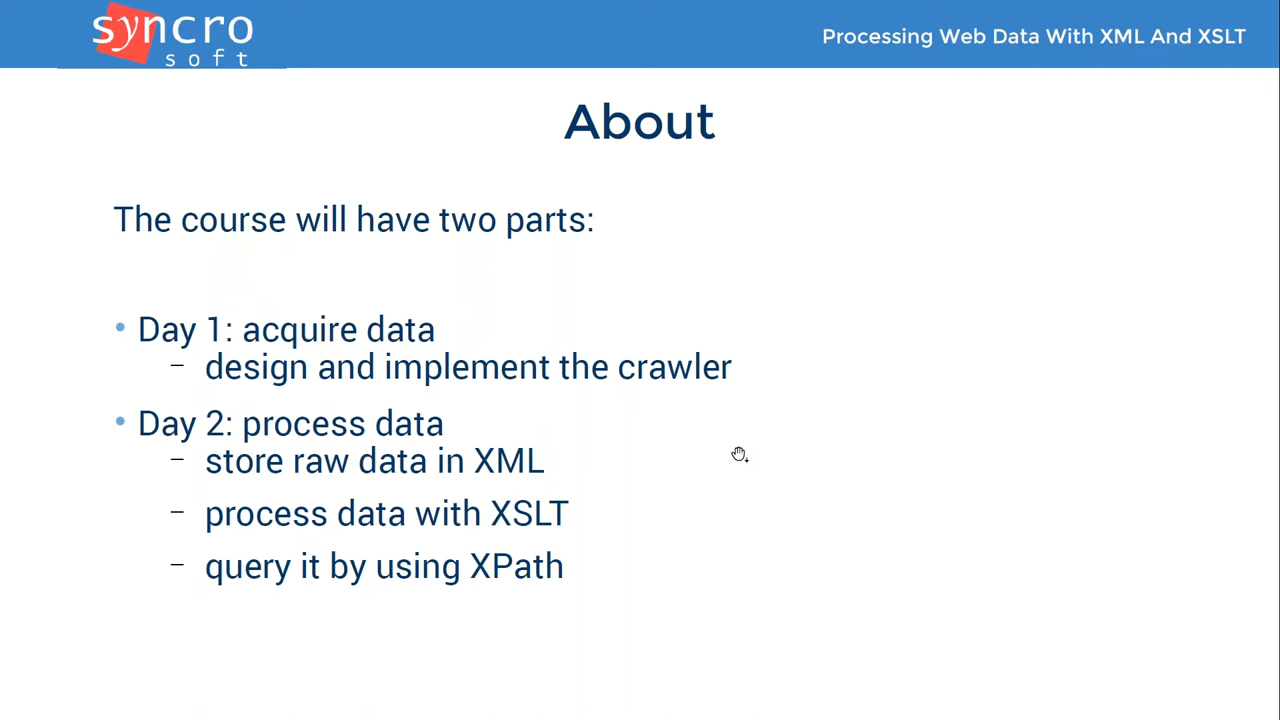 syncro
soft
Processing Web Data With XML And XSLT
About
The course will have two parts:
• Day 1: acquire data
– design and implement the crawler
• Day 2: process data
– store raw data in XML
– process data with XSLT
– query it by using XPath